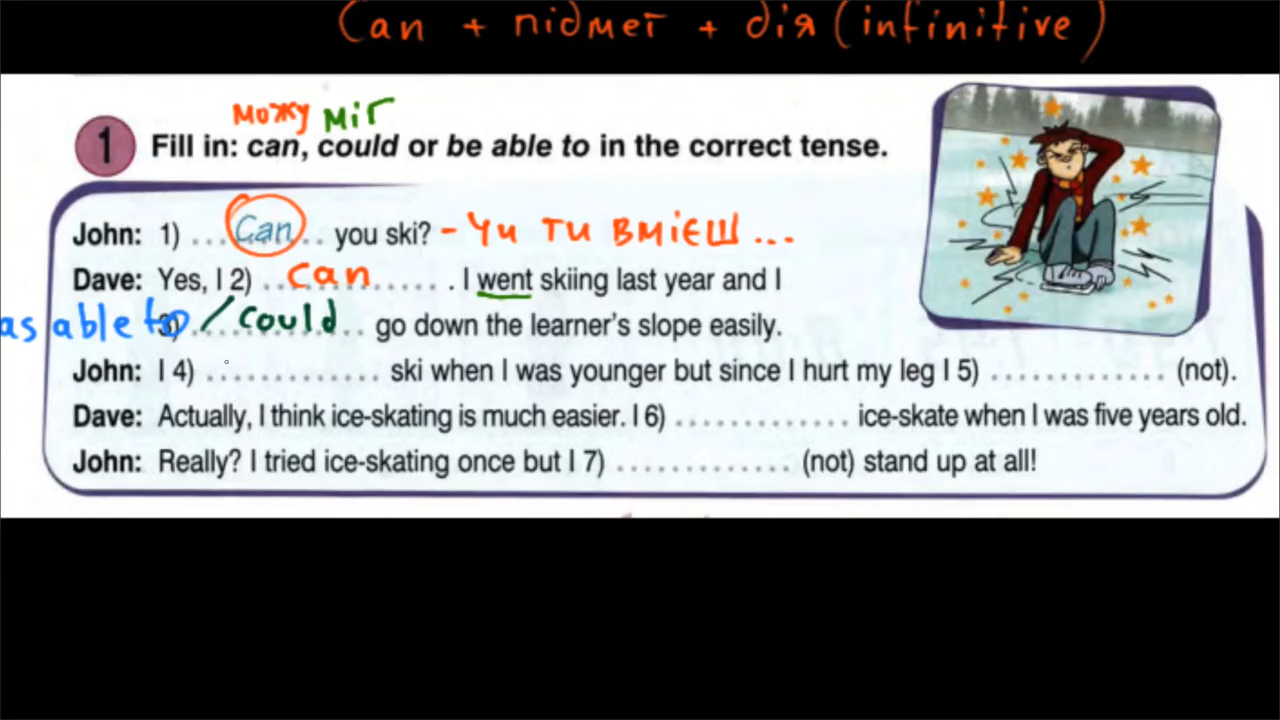 Can + підмет + дія (infinitive)
можу міг
1 Fill in: can, could or be able to in the correct tense.
John: 1) ... Can .. you ski? - Чи ти вмієш ...
Dave: Yes, I 2) .. can ....... . I went skiing last year and I
as able to 3) / could .. go down the learner's slope easily.
John: I 4) ............. ski when I was younger but since I hurt my leg I 5) ............. (not).
Dave: Actually, I think ice-skating is much easier. I 6) ............. ice-skate when I was five years old.
John: Really? I tried ice-skating once but I 7) ............. (not) stand up at all!